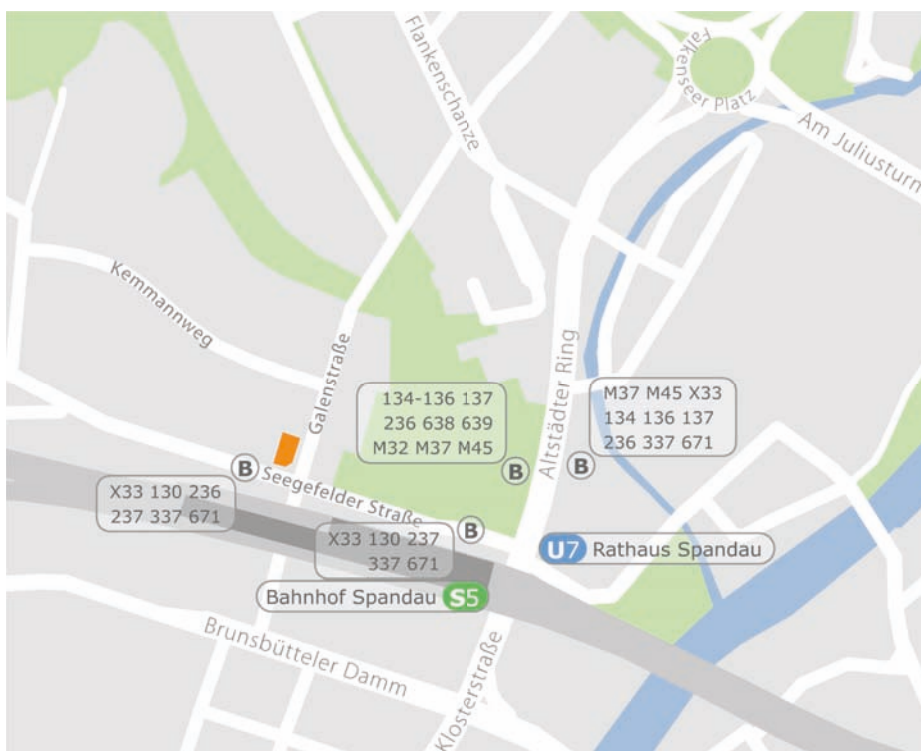 Flankenschanze
Falkenseer Platz
Am Juliusturm
Kemmannweg
Galenstraße
Altstädter Ring
134-136 137
236 638 639
M32 M37 M45
M37 M45 X33
134 136 137
236 337 671
B
B
B
Seegefelder Straße
B
X33 130 236
237 337 671
X33 130 237
337 671
U7 Rathaus Spandau
Bahnhof Spandau S5
Brunsbütteler Damm
Klosterstraße